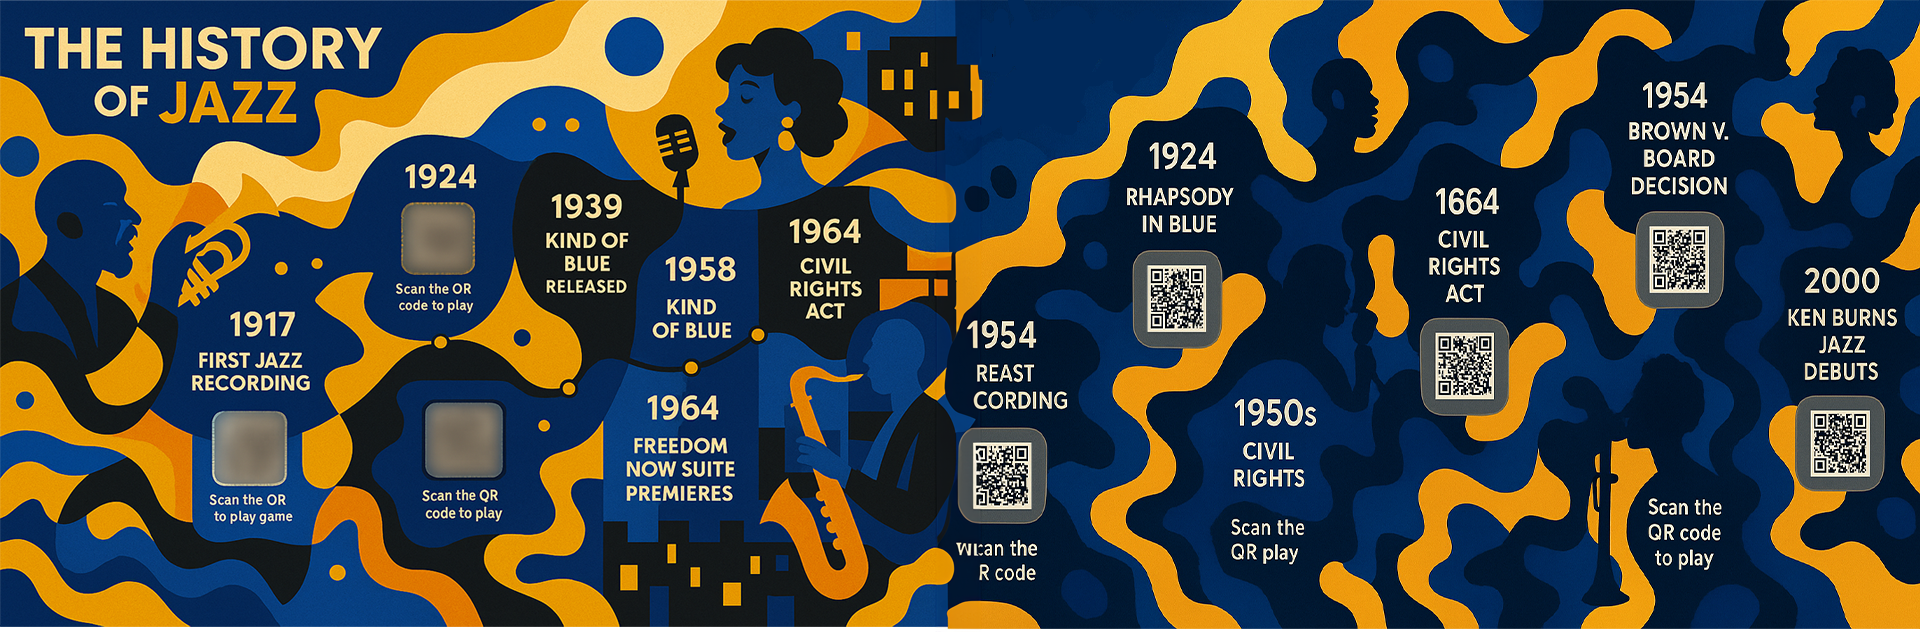 THE HISTORY
OF JAZZ
1924
Scan the OR
code to play
1917
FIRST JAZZ
RECORDING
Scan the OR
to play game
Scan the QR
code to play
1939
KIND OF
BLUE
RELEASED
1958
KIND
OF BLUE
1964
CIVIL
RIGHTS
ACT
1964
FREEDOM
NOW SUITE
PREMIERES
1954
REAST
CORDING
R code
1924
RHAPSODY
IN BLUE
1950s
CIVIL
RIGHTS
Scan the
QR play
1664
CIVIL
RIGHTS
ACT
1954
BROWN V.
BOARD
DECISION
Scan the
QR code
to play
2000
KEN BURNS
JAZZ
DEBUTS